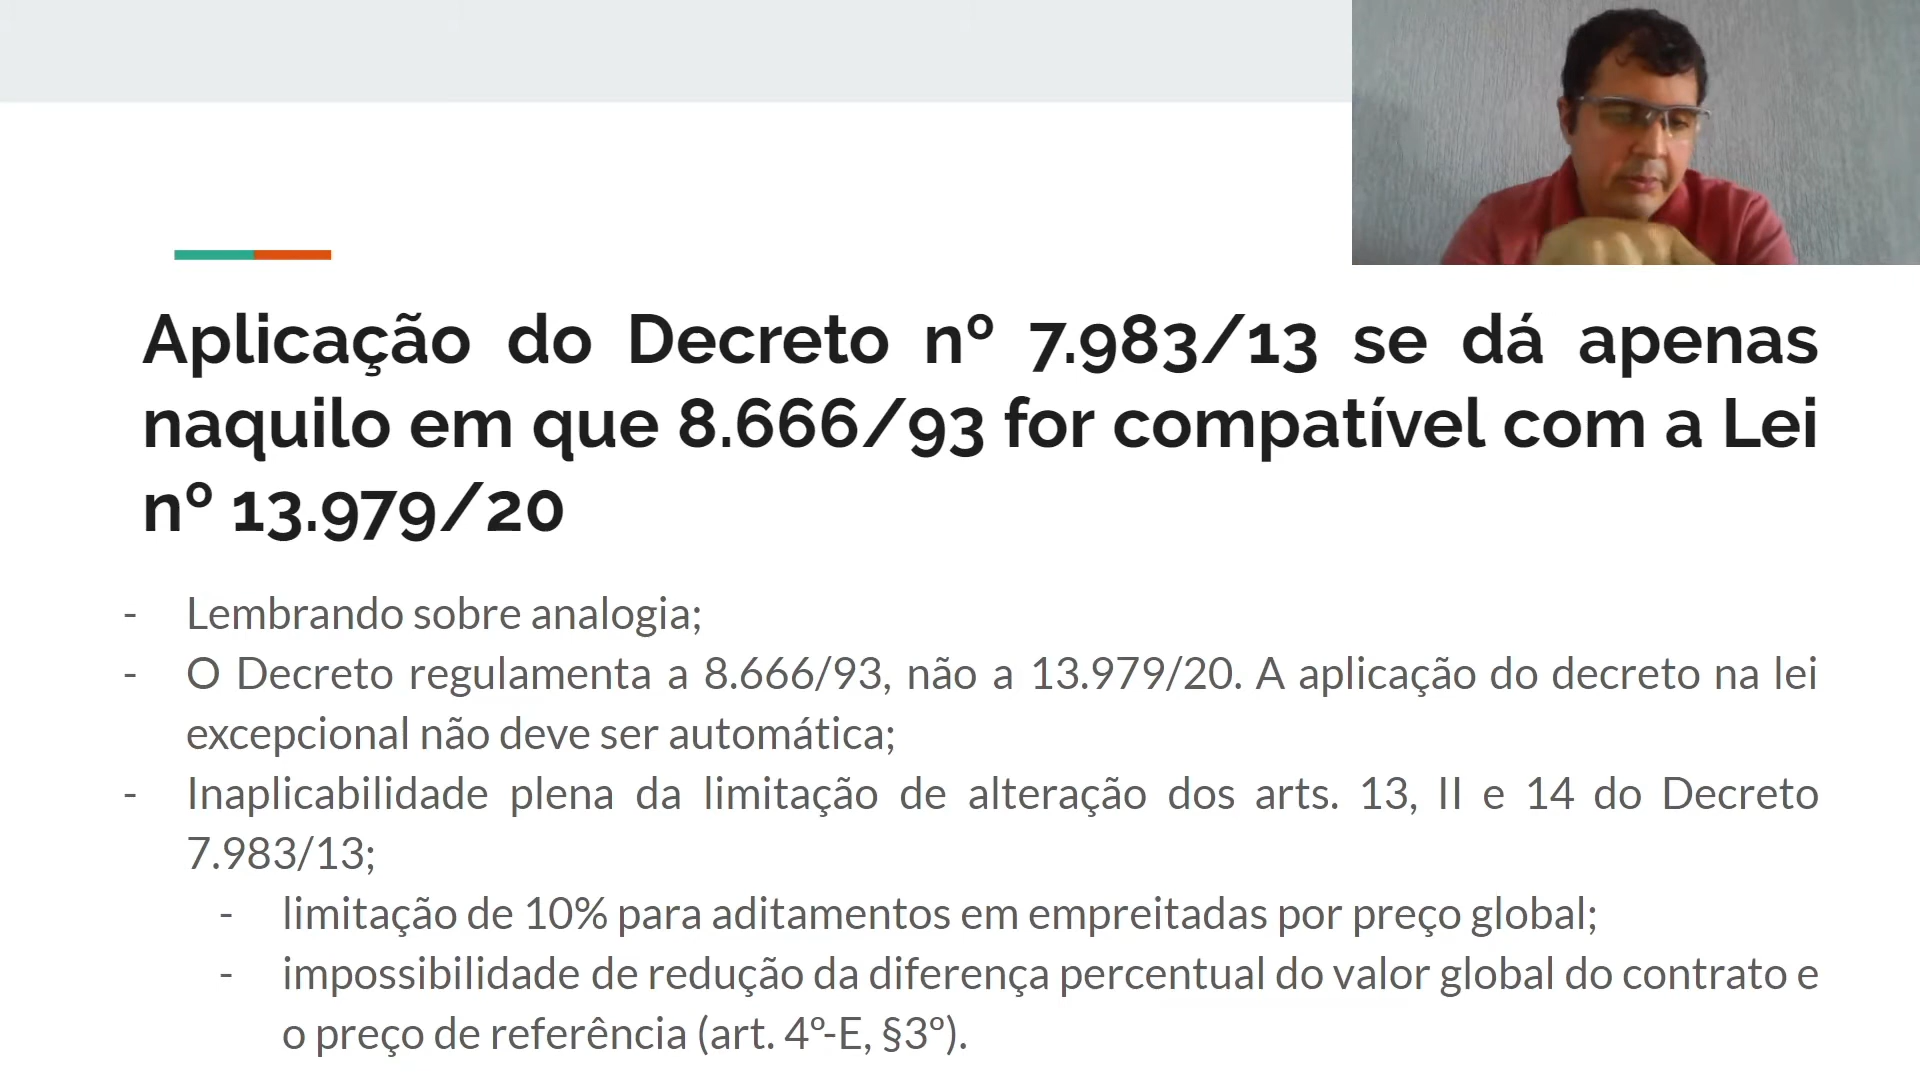 Aplicação do Decreto nº 7.983/13 se dá apenas
naquilo em que 8.666/93 for compatível com a Lei
nº 13.979/20
- Lembrando sobre analogia;
- O Decreto regulamenta a 8.666/93, não a 13.979/20. A aplicação do decreto na lei
excepcional não deve ser automática;
- Inaplicabilidade plena da limitação de alteração dos arts. 13, II e 14 do Decreto
7.983/13;
- limitação de 10% para aditamentos em empreitadas por preço global;
- impossibilidade de redução da diferença percentual do valor global do contrato e
o preço de referência (art. 4º-E, §3º).